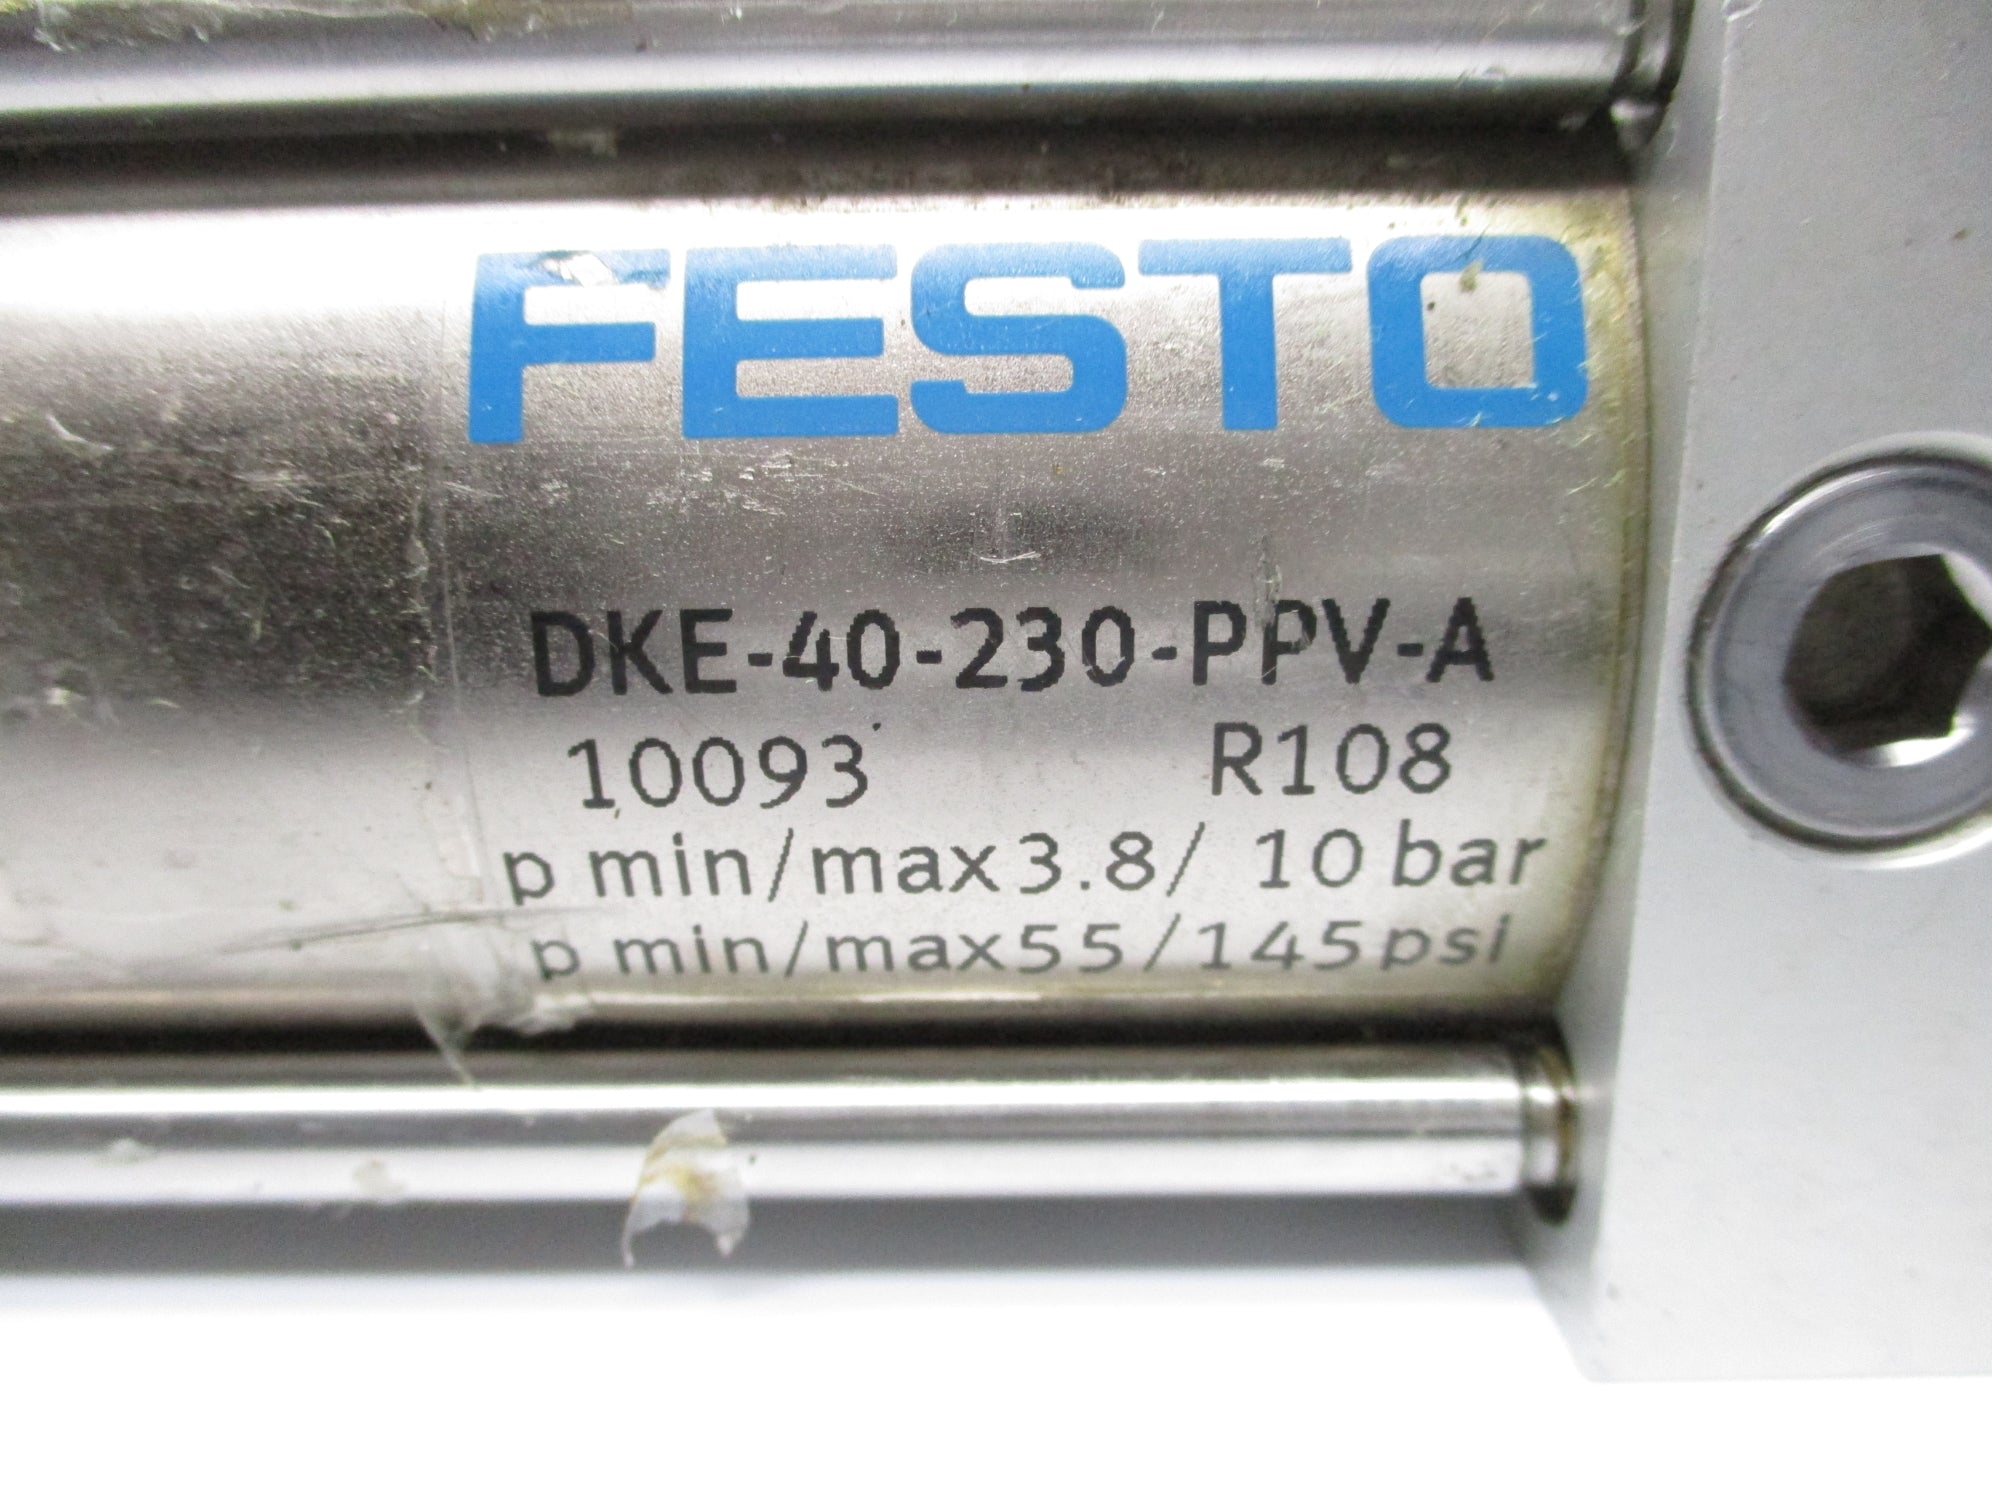 FESTO
DKE-40-230-PPV-A
10093 R108
p min/max 3.8/ 10 bar
p min/max 55/145 psi